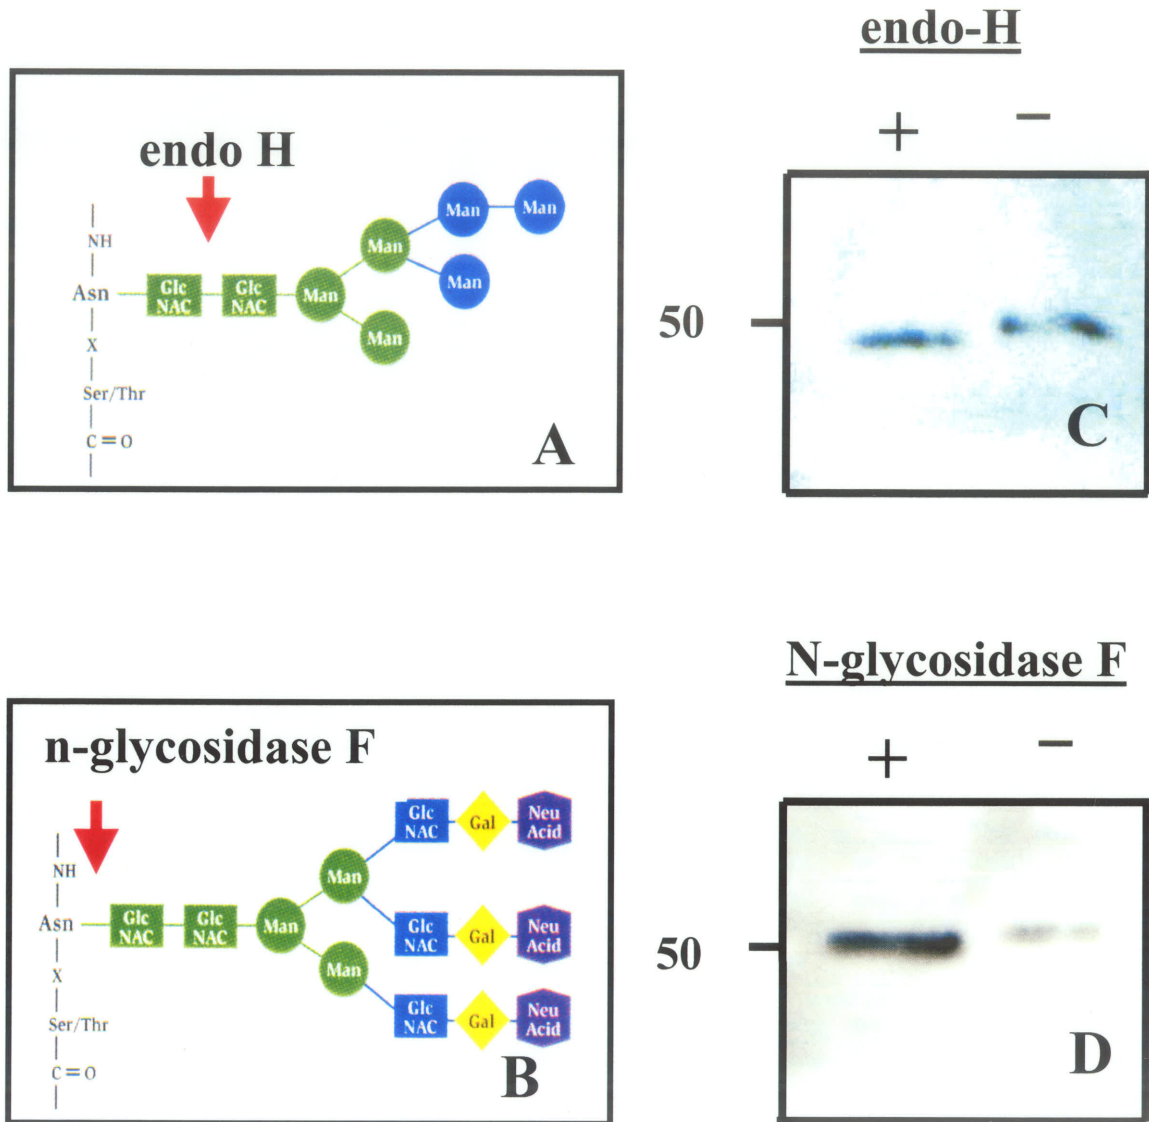 endo-H
+ −
endo H
NH
Asn
Glc
NAC
Glc
NAC
Man
Man
Man
Man
Man
Man
X
Ser/Thr
C=O
A
50
C
N-glycosidase F
+ −
n-glycosidase F
NH
Asn
Glc
NAC
Glc
NAC
Man
Man
Man
Glc
NAC
Gal
Neu
Acid
Glc
NAC
Gal
Neu
Acid
Glc
NAC
Gal
Neu
Acid
X
Ser/Thr
C=O
B
50
D